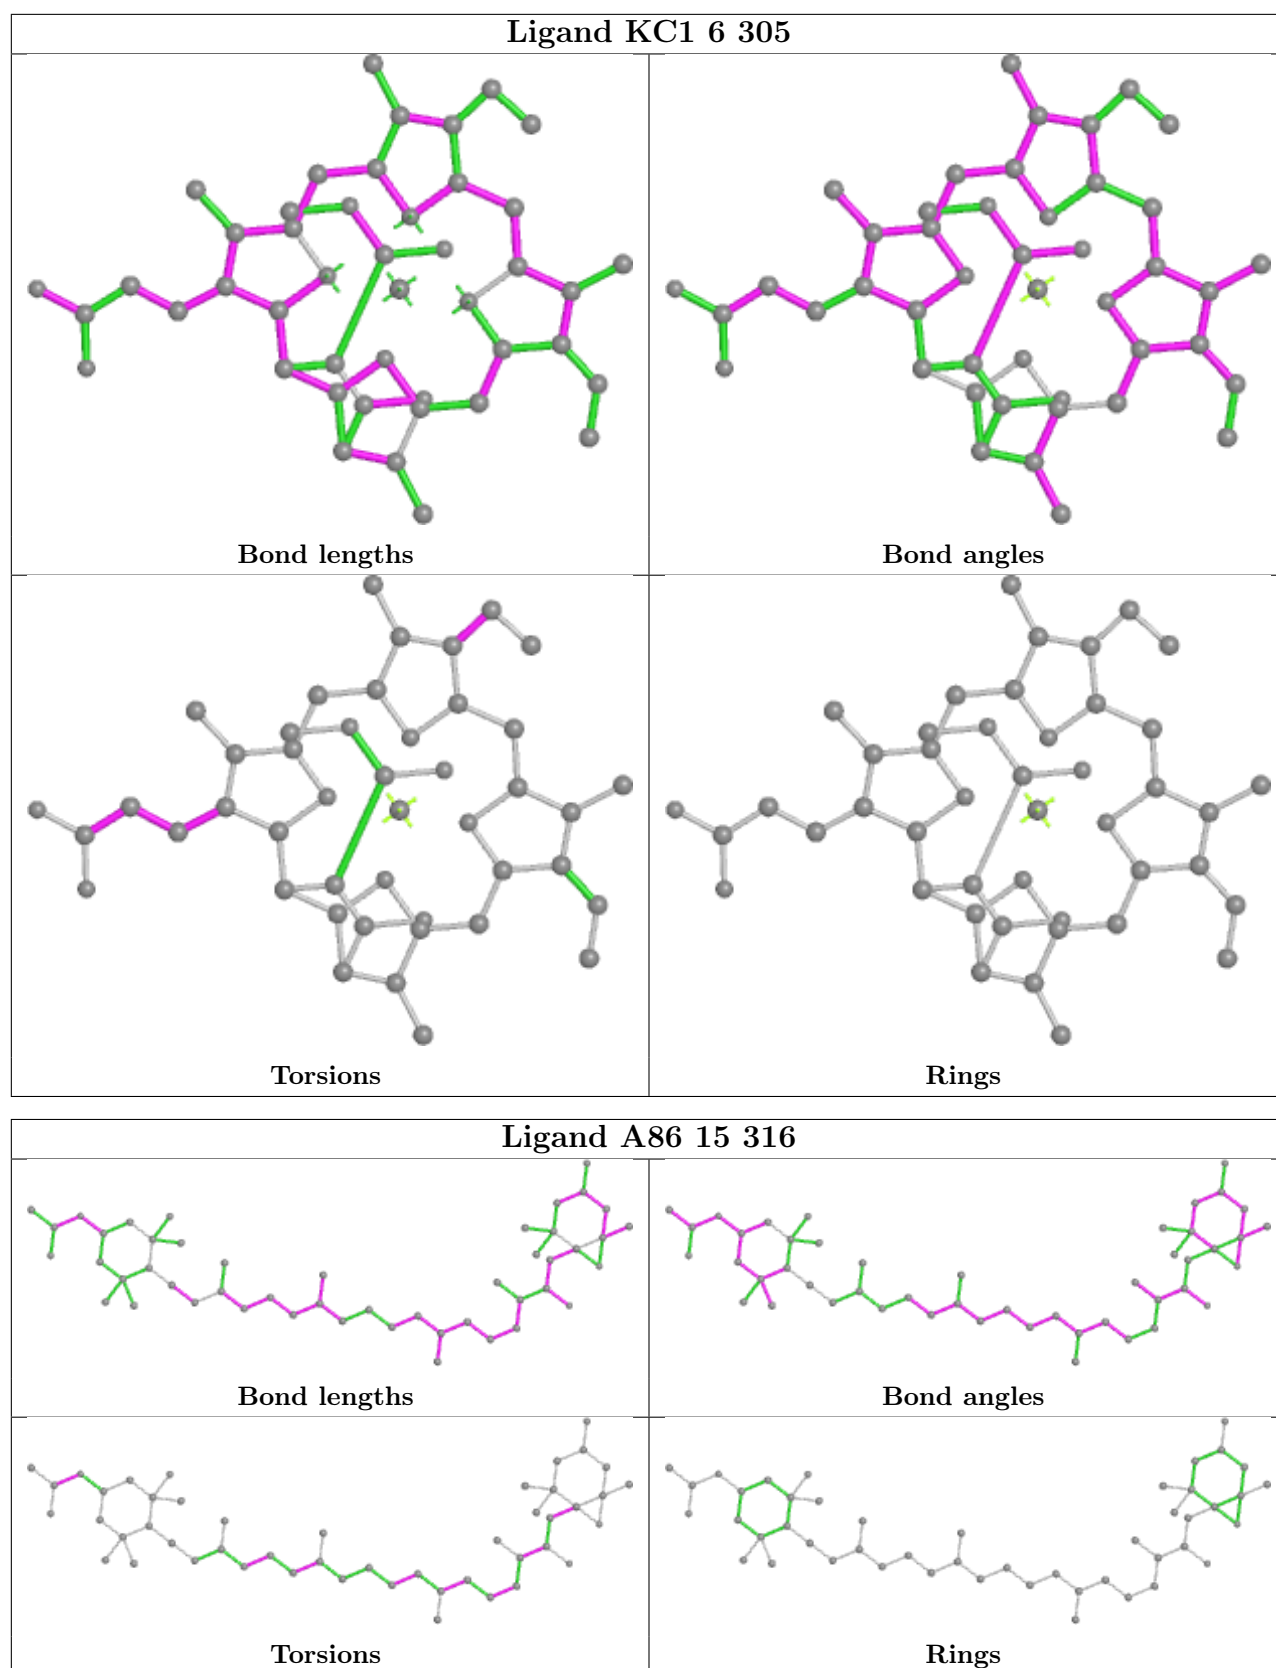 Ligand KC1 6 305
Bond lengths
Bond angles
Torsions
Rings
Ligand A86 15 316
Bond lengths
Bond angles
Torsions
Rings